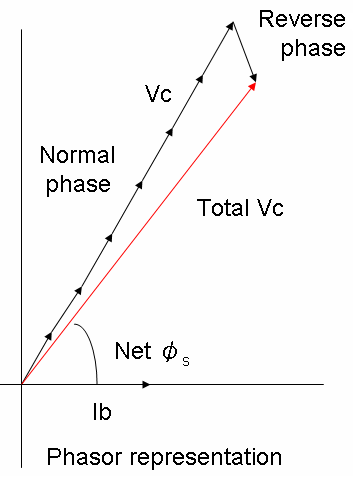 Reverse
phase
Vc
Normal
phase
Total Vc
Net ϕs
Ib
Phasor representation